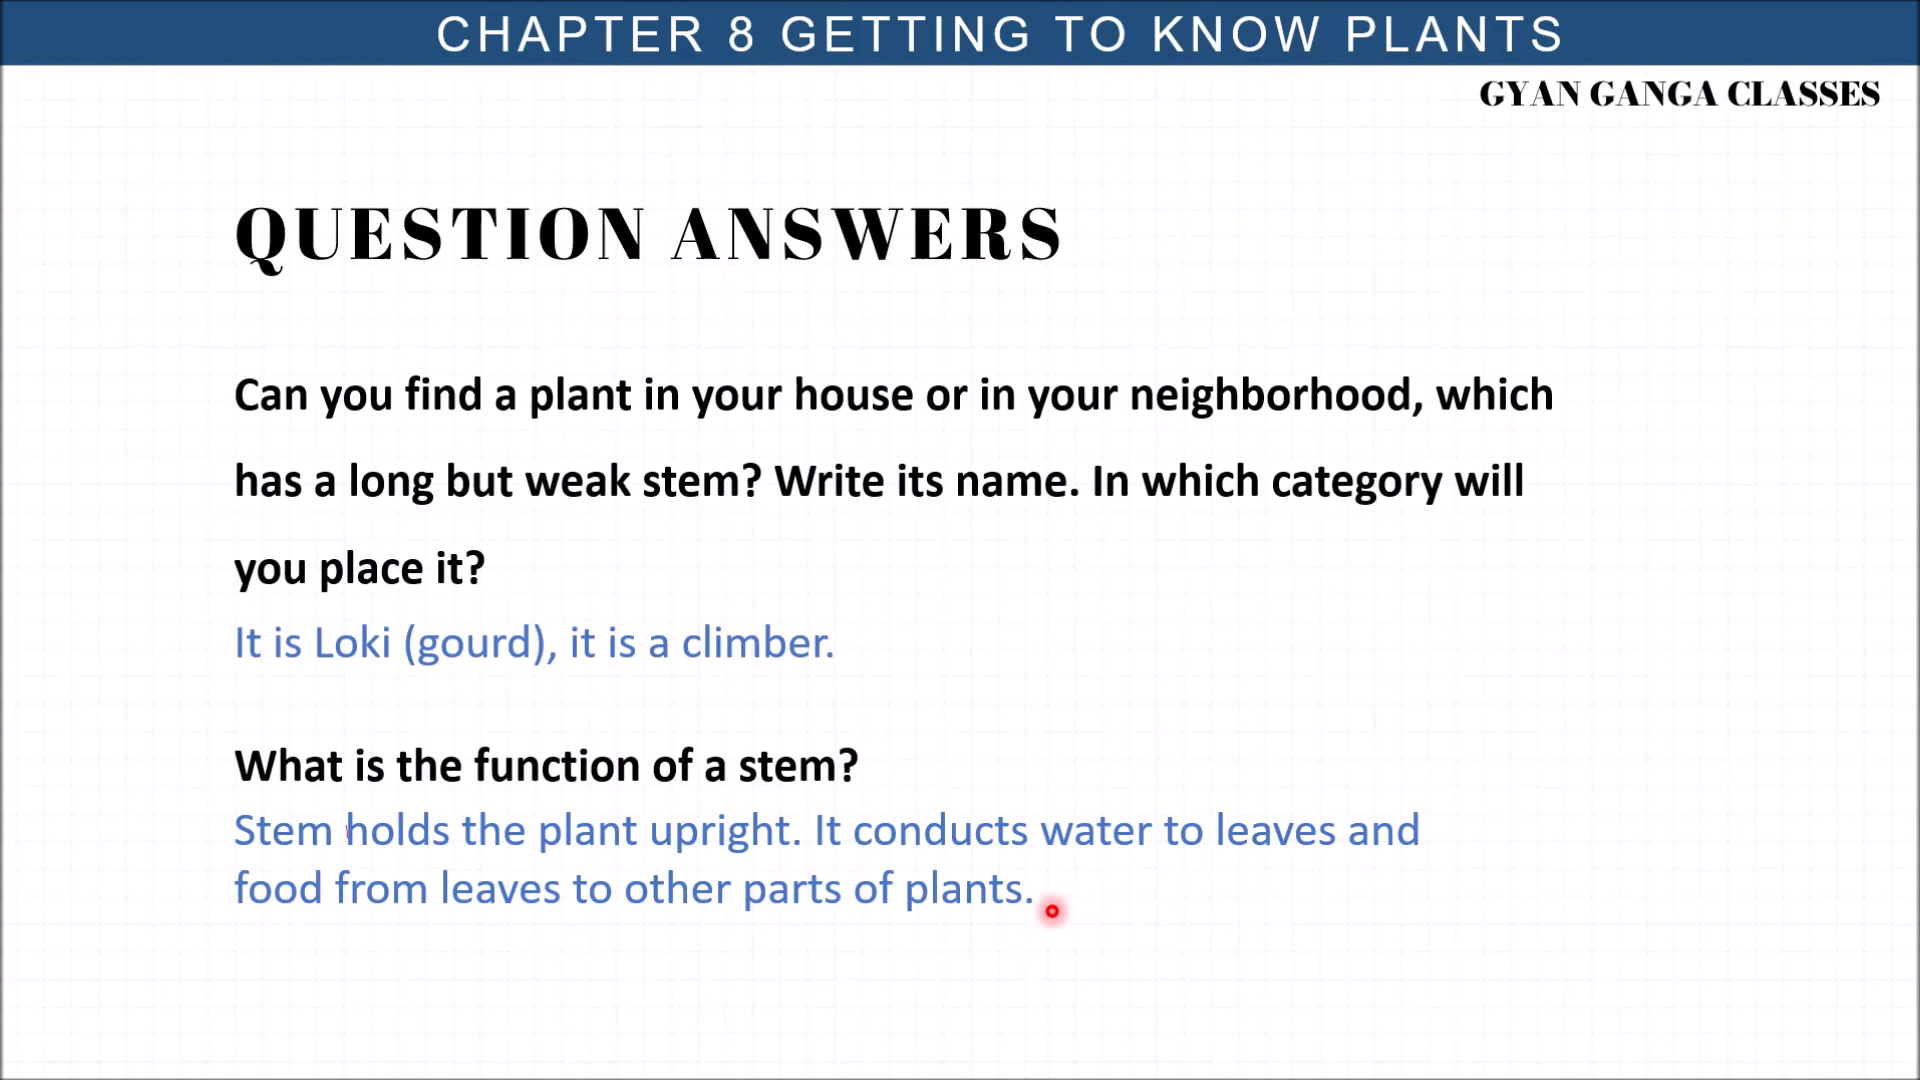 CHAPTER 8 GETTING TO KNOW PLANTS
GYAN GANGA CLASSES
QUESTION ANSWERS
Can you find a plant in your house or in your neighborhood, which
has a long but weak stem? Write its name. In which category will
you place it?
It is Loki (gourd), it is a climber.
What is the function of a stem?
Stem holds the plant upright. It conducts water to leaves and
food from leaves to other parts of plants.